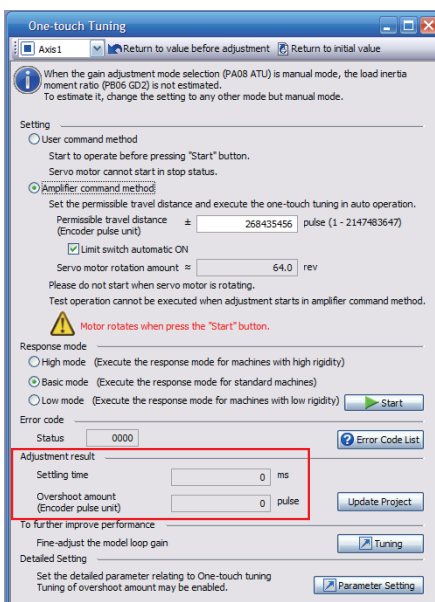 One-touch Tuning
Axis1 Return to value before adjustment Return to initial value
When the gain adjustment mode selection (PA08 ATU) is manual mode, the load inertia
moment ratio (PB06 GD2) is not estimated.
To estimate it, change the setting to any other mode but manual mode.
Setting
User command method
Start to operate before pressing "Start" button.
Servo motor cannot start in stop status.
Amplifier command method
Set the permissible travel distance and execute the one-touch tuning in auto operation.
Permissible travel distance ± 268435456 pulse (1 - 2147483647)
(Encoder pulse unit)
Limit switch automatic ON
Servo motor rotation amount ≈ 64.0 rev
Please do not start when servo motor is rotating.
Test operation cannot be executed when adjustment starts in amplifier command method.
Motor rotates when press the "Start" button.
Response mode
High mode (Execute the response mode for machines with high rigidity)
Basic mode (Execute the response mode for standard machines)
Low mode (Execute the response mode for machines with low rigidity) Start
Error code
Status 0000 Error Code List
Adjustment result
Settling time 0 ms
Overshoot amount 0 pulse Update Project
(Encoder pulse unit)
To further improve performance
Fine-adjust the model loop gain Tuning
Detailed Setting
Set the detailed parameter relating to One-touch tuning
Tuning of overshoot amount may be enabled. Parameter Setting